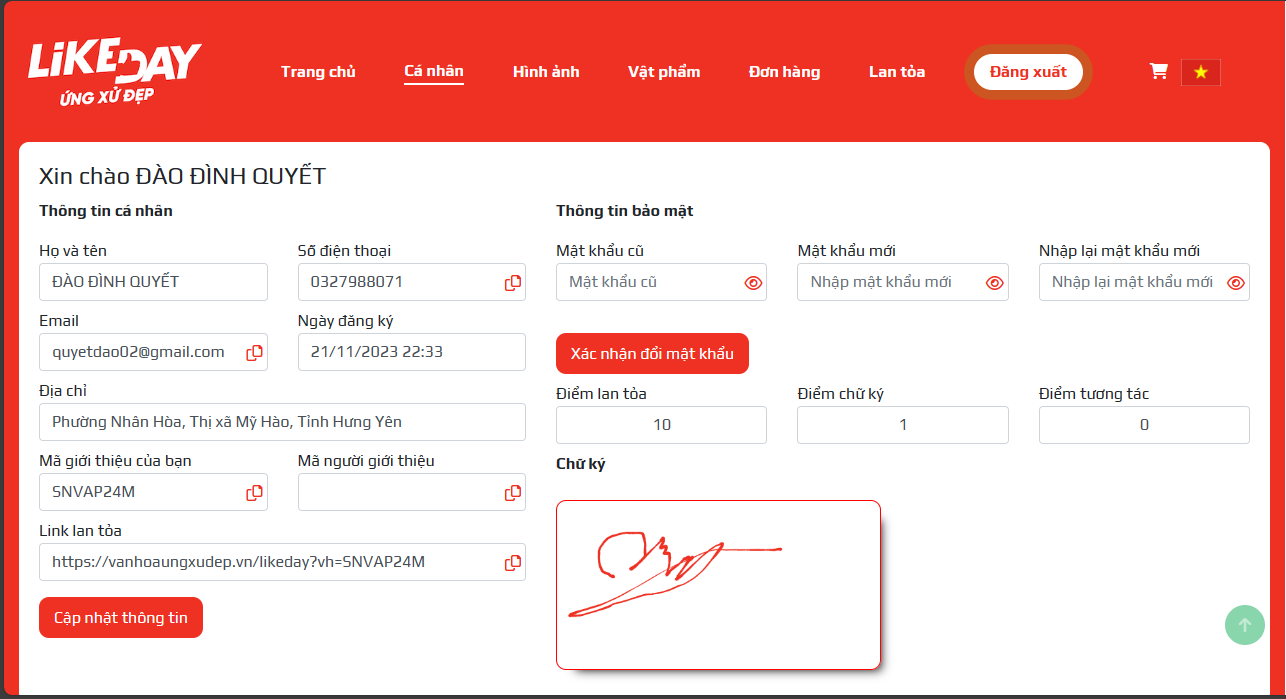 LiKEDAY
ỨNG XỬ ĐẸP
Trang chủ Cá nhân Hình ảnh Vật phẩm Đơn hàng Lan tỏa Đăng xuất
Xin chào ĐÀO ĐÌNH QUYẾT
Thông tin cá nhân
Họ và tên Số điện thoại
ĐÀO ĐÌNH QUYẾT 0327988071
Email Ngày đăng ký
quyetdao02@gmail.com 21/11/2023 22:33
Địa chỉ
Phường Nhân Hòa, Thị xã Mỹ Hào, Tỉnh Hưng Yên
Mã giới thiệu của bạn Mã người giới thiệu
SNVAP24M
Link lan tỏa
https://vanhoaungxudep.vn/likeday?vh=SNVAP24M
Cập nhật thông tin
Thông tin bảo mật
Mật khẩu cũ Mật khẩu mới Nhập lại mật khẩu mới
Mật khẩu cũ Nhập mật khẩu mới Nhập lại mật khẩu mới
Xác nhận đổi mật khẩu
Điểm lan tỏa Điểm chữ ký Điểm tương tác
10 1 0
Chữ ký